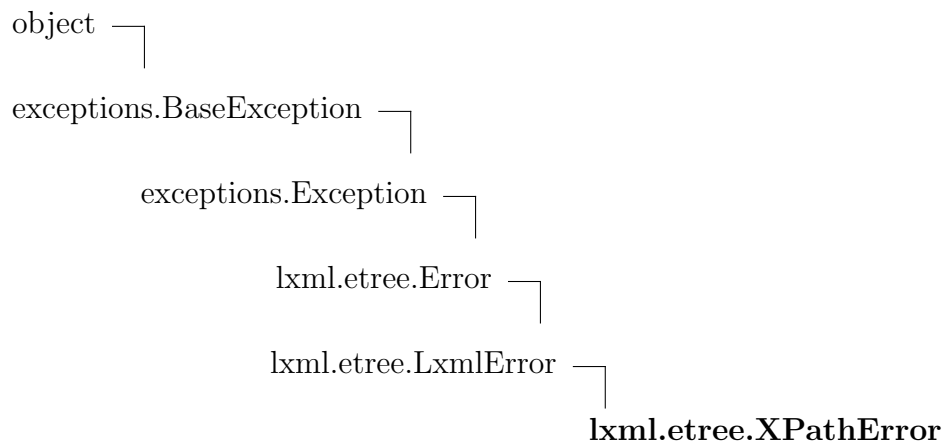 object
exceptions.BaseException
exceptions.Exception
lxml.etree.Error
lxml.etree.LxmlError
lxml.etree.XPathError